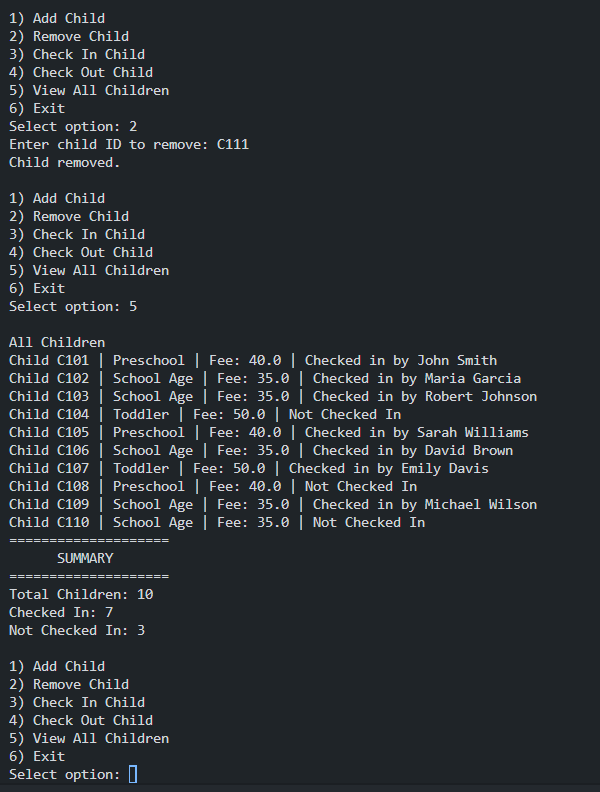 1) Add Child
2) Remove Child
3) Check In Child
4) Check Out Child
5) View All Children
6) Exit
Select option: 2
Enter child ID to remove: C111
Child removed.

1) Add Child
2) Remove Child
3) Check In Child
4) Check Out Child
5) View All Children
6) Exit
Select option: 5

All Children
Child C101 | Preschool | Fee: 40.0 | Checked in by John Smith
Child C102 | School Age | Fee: 35.0 | Checked in by Maria Garcia
Child C103 | School Age | Fee: 35.0 | Checked in by Robert Johnson
Child C104 | Toddler | Fee: 50.0 | Not Checked In
Child C105 | Preschool | Fee: 40.0 | Checked in by Sarah Williams
Child C106 | School Age | Fee: 35.0 | Checked in by David Brown
Child C107 | Toddler | Fee: 50.0 | Checked in by Emily Davis
Child C108 | Preschool | Fee: 40.0 | Not Checked In
Child C109 | School Age | Fee: 35.0 | Checked in by Michael Wilson
Child C110 | School Age | Fee: 35.0 | Not Checked In
====================
      SUMMARY
====================
Total Children: 10
Checked In: 7
Not Checked In: 3

1) Add Child
2) Remove Child
3) Check In Child
4) Check Out Child
5) View All Children
6) Exit
Select option: